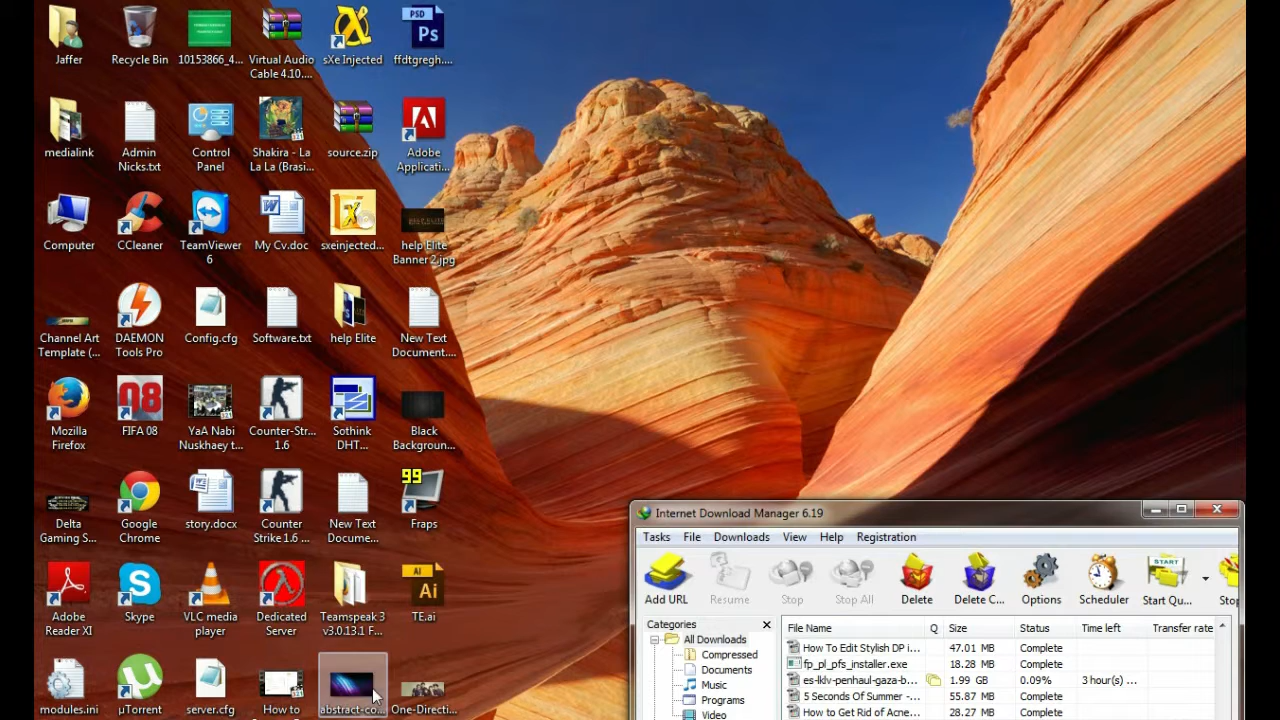 Jaffer
Recycle Bin
10153866_4...
Virtual Audio
Cable 4.10....
sXe Injected
PSD
Ps
ffdtgregh....
medialink
Admin
Nicks.txt
Control
Panel
Shakira - La
La La (Brasi...
source.zip
Adobe
Applicati...
Computer
CCleaner
TeamViewer
6
My Cv.doc
sxeinjected...
help Elite
Banner 2.jpg
Channel Art
Template (...
DAEMON
Tools Pro
Config.cfg
Software.txt
help Elite
New Text
Document....
Mozilla
Firefox
08
FIFA 08
YaA Nabi
Nuskhaey t...
Counter-Str...
1.6
Sothink
DHT...
Black
Backgroun...
Delta
Gaming S...
Google
Chrome
story.docx
Counter
Strike 1.6 ...
New Text
Docume...
99
Fraps
Adobe
Reader XI
Skype
VLC media
player
Dedicated
Server
Teamspeak 3
v3.0.13.1 F...
AI
Ai
TE.ai
modules.ini
µTorrent
server.cfg
How to
abstract-co...
One-Directi...
Internet Download Manager 6.19
Tasks File Downloads View Help Registration
Add URL Resume Stop Stop All Delete Delete C... Options Scheduler START Start Qu... Stop
Categories
All Downloads
Compressed
Documents
Music
Programs
Video
File Name Q Size Status Time left Transfer rate
How To Edit Stylish DP i... 47.01 MB Complete
fp_pl_pfs_installer.exe 18.28 MB Complete
es-lklv-penhaul-gaza-b... 1.99 GB 0.09% 3 hour(s) ...
5 Seconds Of Summer -... 55.87 MB Complete
How to Get Rid of Acne... 28.27 MB Complete